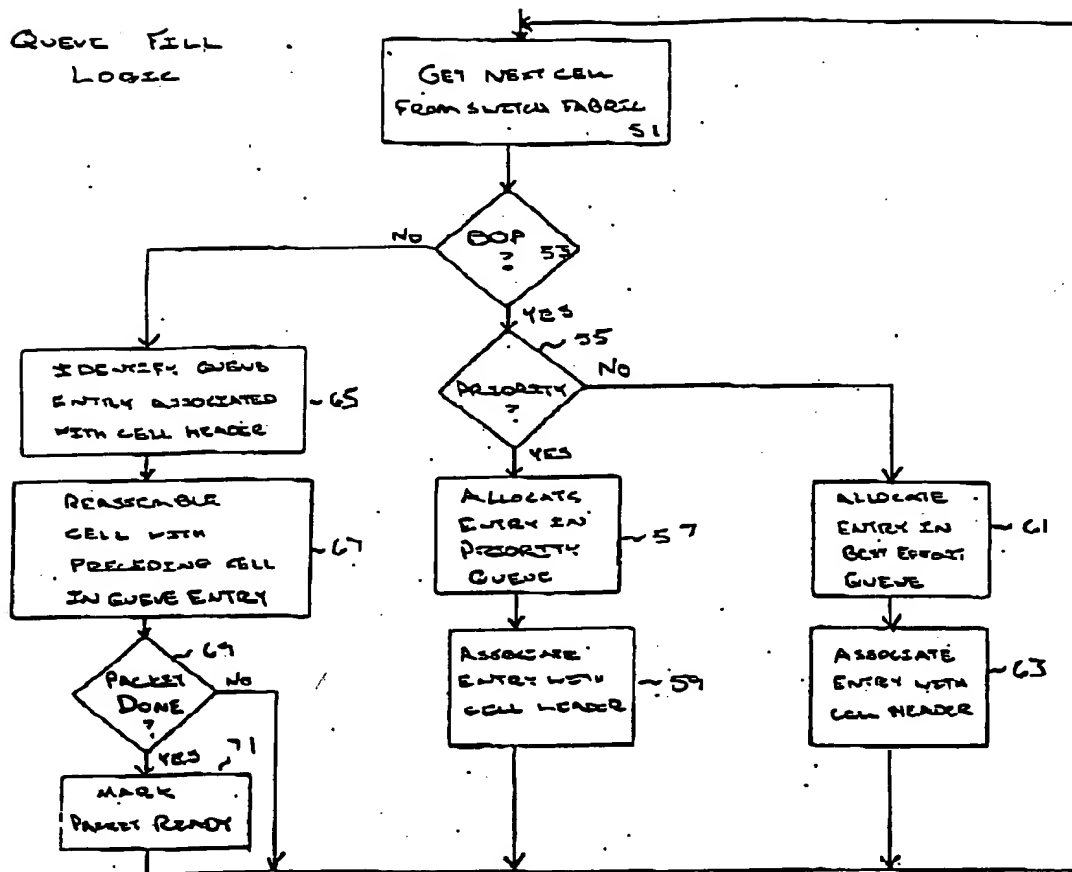 QUEUE FILL
LOGIC
GET NEXT CELL
FROM SWITCH FABRIC
51
BOP
?
53
NO
YES
55
PRIORITY
?
NO
YES
IDENTIFY QUEUE
ENTRY ASSOCIATED
WITH CELL HEADER
65
REASSEMBLE
CELL WITH
PRECEDING CELL
IN QUEUE ENTRY
67
ALLOCATE
ENTRY IN
PRIORITY
QUEUE
57
ALLOCATE
ENTRY IN
BEST EFFORT
QUEUE
61
69
PACKET
DONE
?
NO
YES
71
MARK
PACKET READY
ASSOCIATE
ENTRY WITH
CELL HEADER
59
ASSOCIATE
ENTRY WITH
CELL HEADER
63